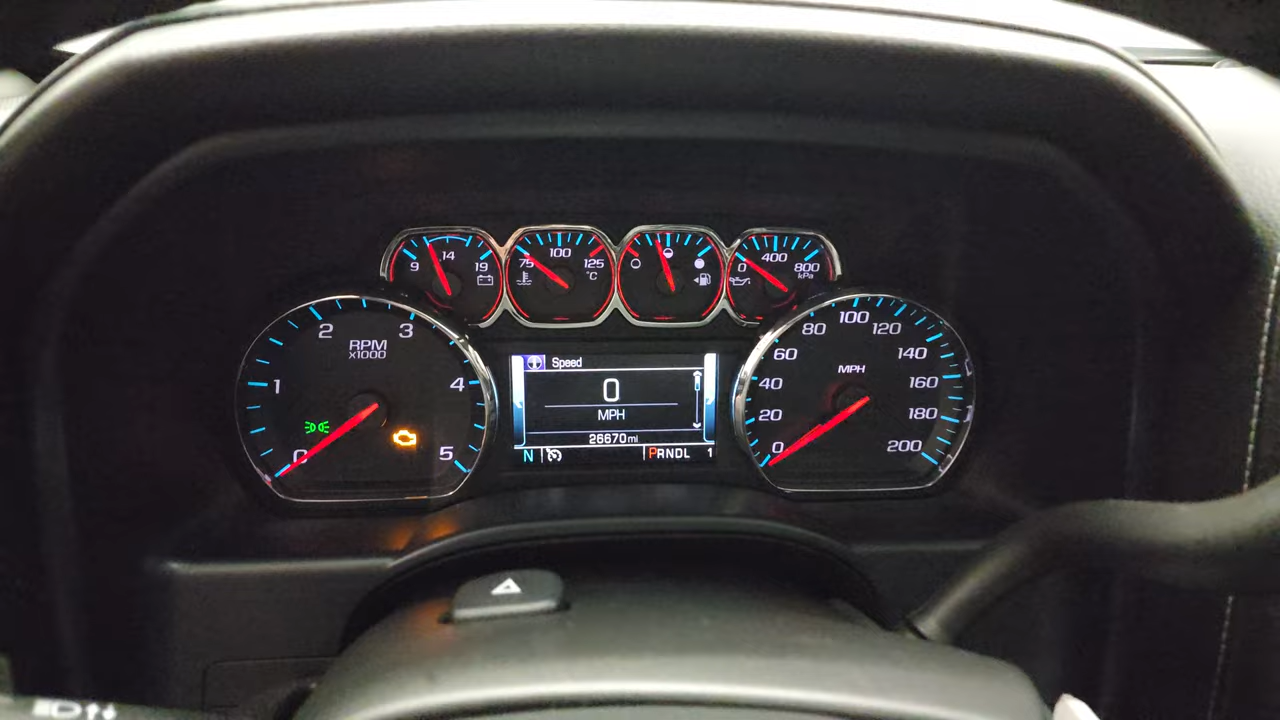 9 14 19
75 100 125
°C
0 400 800
kPa
1 2 3 4 5
RPM
x1000
0
Speed
0
MPH
26670mi
N PRNDL 1
0 20 40 60 80 100 120 140 160 180 200
MPH